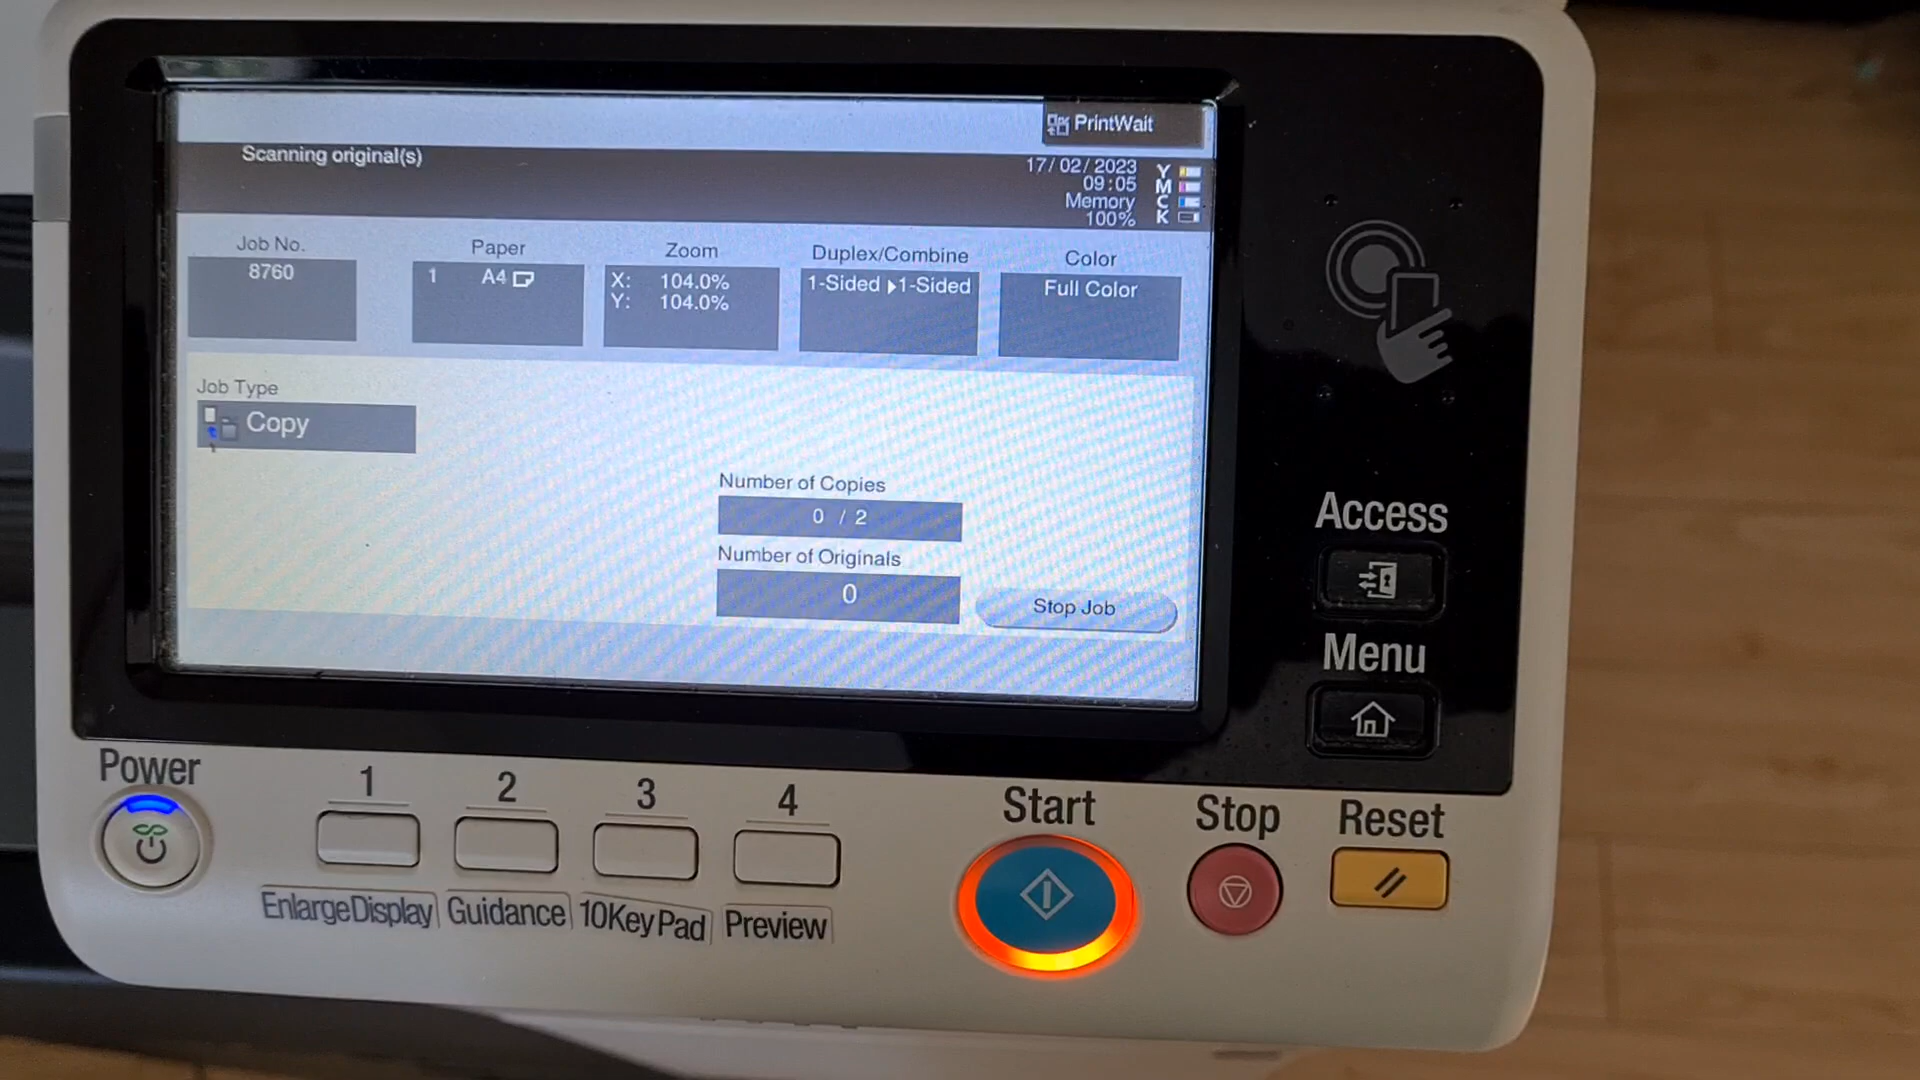 PrintWait
Scanning original(s)
17/02/2023
09:05
Memory
100%
Y
M
C
K
Job No.
8760
Paper
1 A4
Zoom
X: 104.0%
Y: 104.0%
Duplex/Combine
1-Sided 1-Sided
Color
Full Color
Job Type
Copy
Number of Copies
0 / 2
Number of Originals
0
Stop Job
Access
Menu
Power
1
2
3
4
Start
Stop
Reset
EnlargeDisplay
Guidance
10KeyPad
Preview